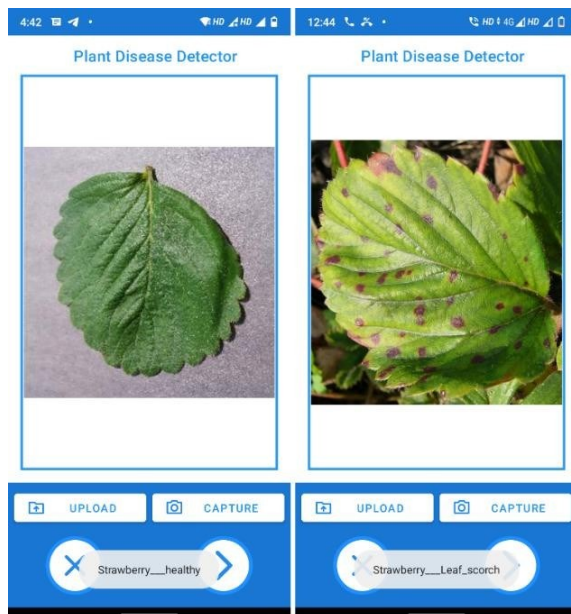 4:42 HD HD
Plant Disease Detector
UPLOAD
CAPTURE
Strawberry___healthy
12:44 HD 4G HD
Plant Disease Detector
UPLOAD
CAPTURE
Strawberry___Leaf_scorch